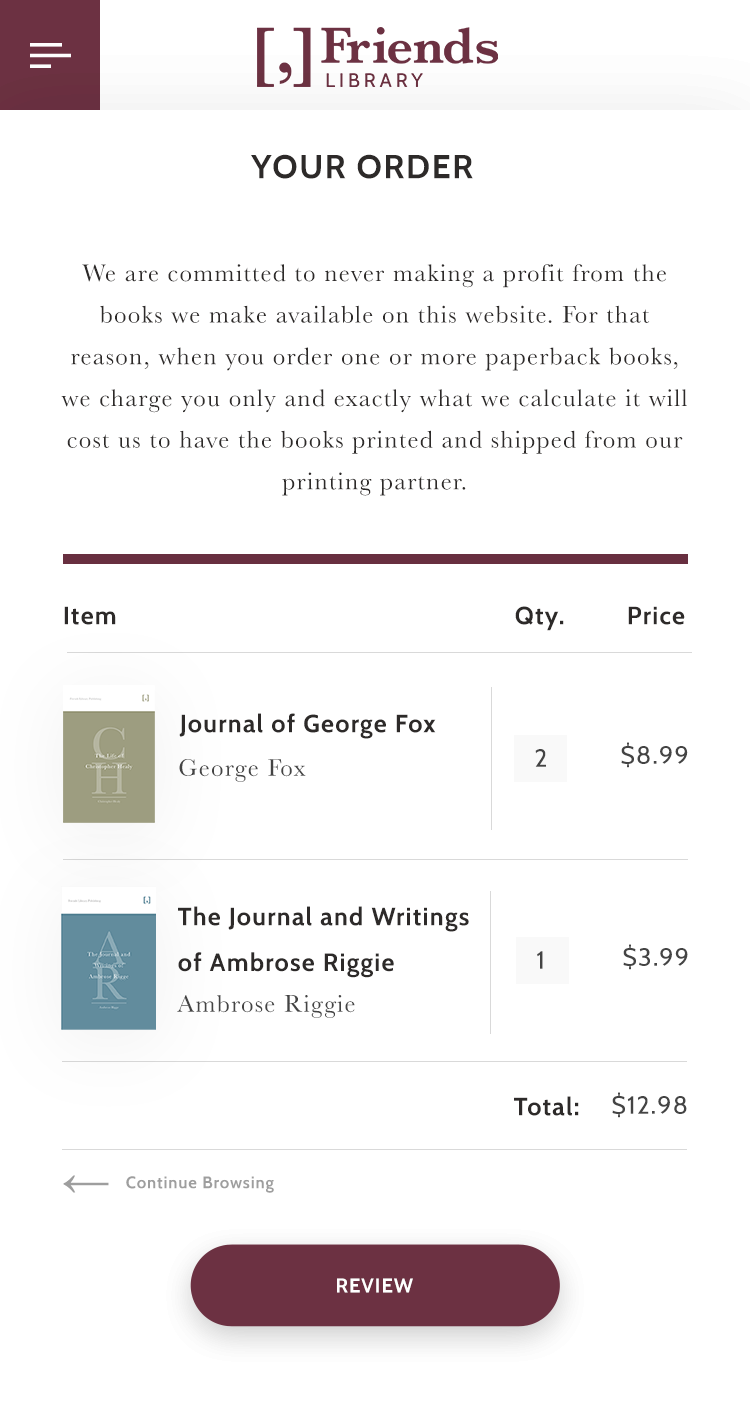 [,] Friends
LIBRARY
YOUR ORDER
We are committed to never making a profit from the
books we make available on this website. For that
reason, when you order one or more paperback books,
we charge you only and exactly what we calculate it will
cost us to have the books printed and shipped from our
printing partner.
Item Qty. Price
[,]
CH
The Life of
Christopher Healy
Journal of George Fox
George Fox
2 $8.99
[,]
AR
The Journal and
Writings of
Ambrose Rigge
The Journal and Writings
of Ambrose Riggie
Ambrose Riggie
1 $3.99
Total: $12.98
Continue Browsing
REVIEW